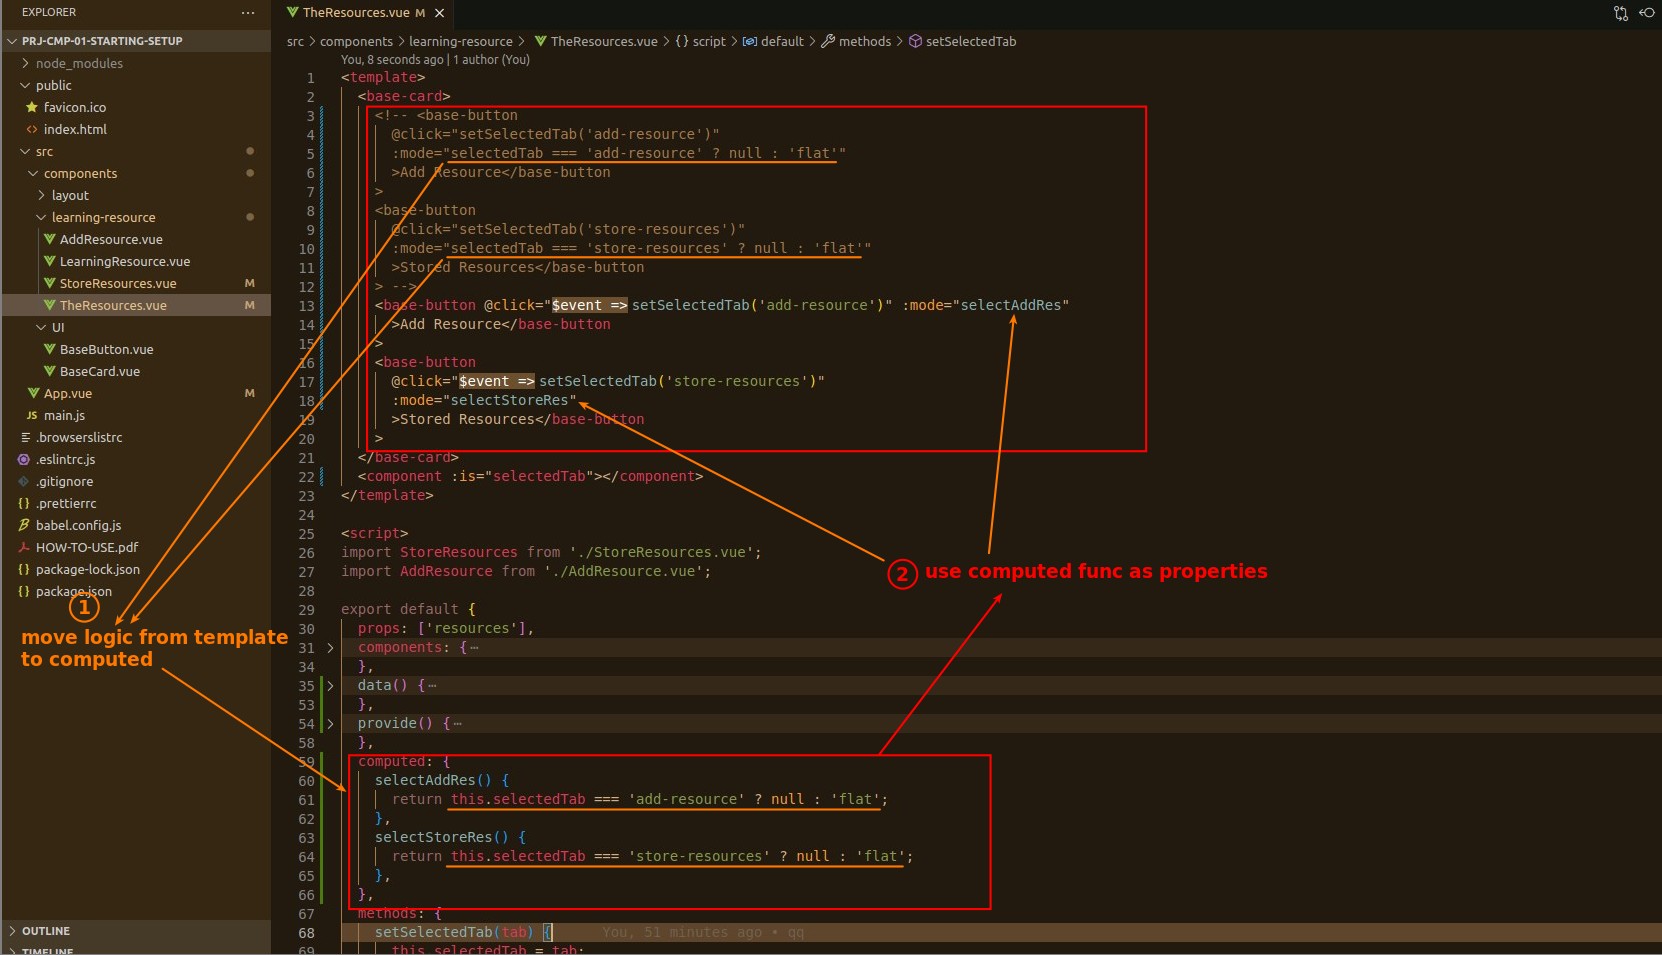 EXPLORER
PRJ-CMP-01-STARTING-SETUP
node_modules
public
favicon.ico
index.html
src
components
layout
learning-resource
AddResource.vue
LearningResource.vue
StoreResources.vue M
TheResources.vue M
UI
BaseButton.vue
BaseCard.vue
App.vue M
JS main.js
.browserslistrc
.eslintrc.js
.gitignore
{} .prettierrc
babel.config.js
HOW-TO-USE.pdf
{} package-lock.json
{} package.json
1
move logic from template
to computed
OUTLINE
TIMELINE
TheResources.vue M ×
src > components > learning-resource > TheResources.vue > {} script > default > methods > setSelectedTab
You, 8 seconds ago | 1 author (You)
1 <template>
2 <base-card>
3 <!-- <base-button
4 @click="setSelectedTab('add-resource')"
5 :mode="selectedTab === 'add-resource' ? null : 'flat'"
6 >Add Resource</base-button
7 >
8 <base-button
9 @click="setSelectedTab('store-resources')"
10 :mode="selectedTab === 'store-resources' ? null : 'flat'"
11 >Stored Resources</base-button
12 > -->
13 <base-button @click="$event => setSelectedTab('add-resource')" :mode="selectAddRes"
14 >Add Resource</base-button
15 >
16 <base-button
17 @click="$event => setSelectedTab('store-resources')"
18 :mode="selectStoreRes"
19 >Stored Resources</base-button
20 >
21 </base-card>
22 <component :is="selectedTab"></component>
23 </template>
24
25 <script>
26 import StoreResources from './StoreResources.vue';
27 import AddResource from './AddResource.vue';
28
29 export default {
30 props: ['resources'],
31 components: {⋯
34 },
35 data() {⋯
53 },
54 provide() {⋯
58 },
59 computed: {
60 selectAddRes() {
61 return this.selectedTab === 'add-resource' ? null : 'flat';
62 },
63 selectStoreRes() {
64 return this.selectedTab === 'store-resources' ? null : 'flat';
65 },
66 },
67 methods: {
68 setSelectedTab(tab) { You, 51 minutes ago • qq
69 this.selectedTab = tab;
2 use computed func as properties